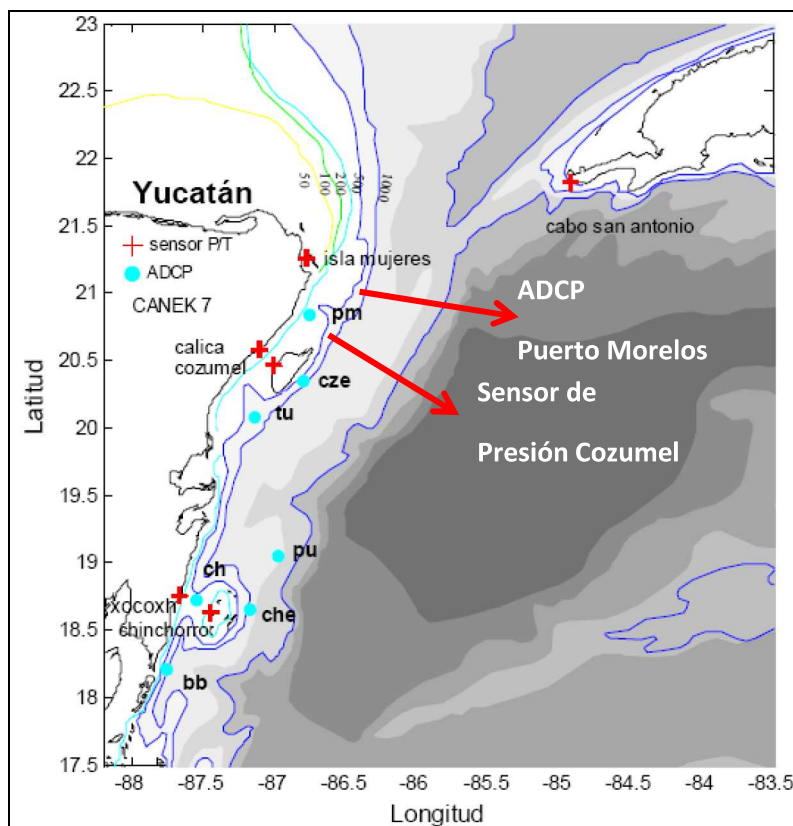 23
22.5
22
21.5
21
20.5
20
19.5
19
18.5
18
17.5
Latitud
50
100
200
500
1000
Yucatán
sensor P/T
ADCP
CANEK 7
isla mujeres
cabo san antonio
pm
ADCP
Puerto Morelos
calica
cozumel
cze
Sensor de
Presión Cozumel
tu
pu
ch
xocoxh
chinchorro
che
bb
-88 -87.5 -87 -86.5 -86 -85.5 -85 -84.5 -84 -83.5
Longitud